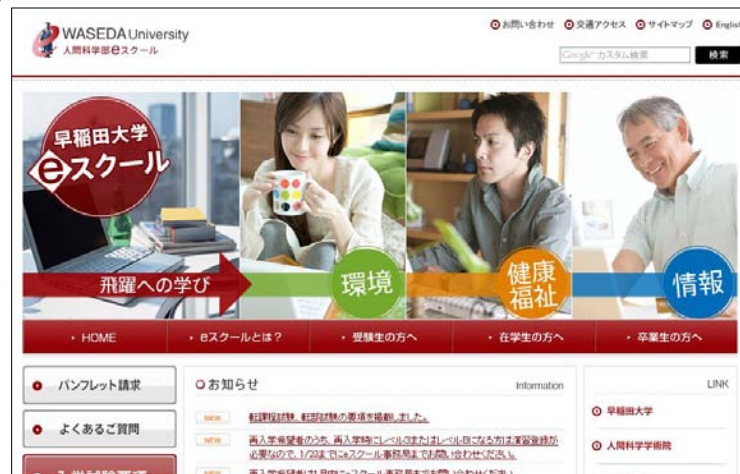 WASEDA University
人間科学部eスクール
お問い合わせ 交通アクセス サイトマップ English
Google カスタム検索 検索
早稲田大学
eスクール
飛躍への学び
環境
健康
福祉
情報
HOME eスクールとは？ 受験生の方へ 在学生の方へ 卒業生の方へ
パンフレット請求
よくあるご質問
入学試験要項
お知らせ Information
NEW 転課程試験、転部試験の要項を掲載しました。
NEW 再入学希望者のうち、再入学時にレベル3またはレベルBになる方は演習登録が
必要なので、1/22までにeスクール事務局までお問い合わせください。
NEW
LINK
早稲田大学
人間科学学術院